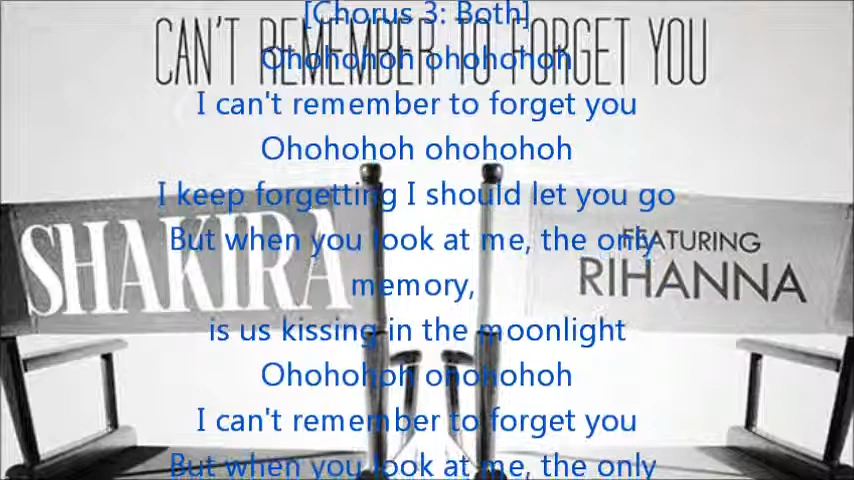 [Chorus 3: Both]
CAN'T REMEMBER TO FORGET YOU
Ohohohoh ohohohoh
I can't remember to forget you
Ohohohoh ohohohoh
I keep forgetting I should let you go
SHAKIRA
But when you look at me, the only
FEATURING
RIHANNA
memory,
is us kissing in the moonlight
Ohohohoh ohohohoh
I can't remember to forget you
But when you look at me, the only